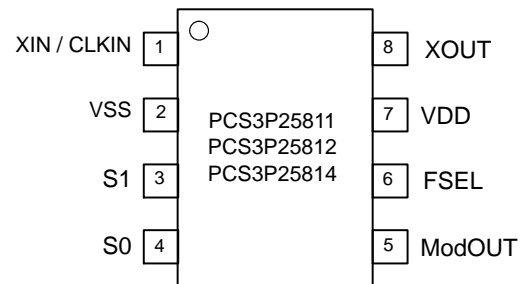 XIN / CLKIN 1 8 XOUT
VSS 2 7 VDD
PCS3P25811
PCS3P25812
PCS3P25814
S1 3 6 FSEL
S0 4 5 ModOUT